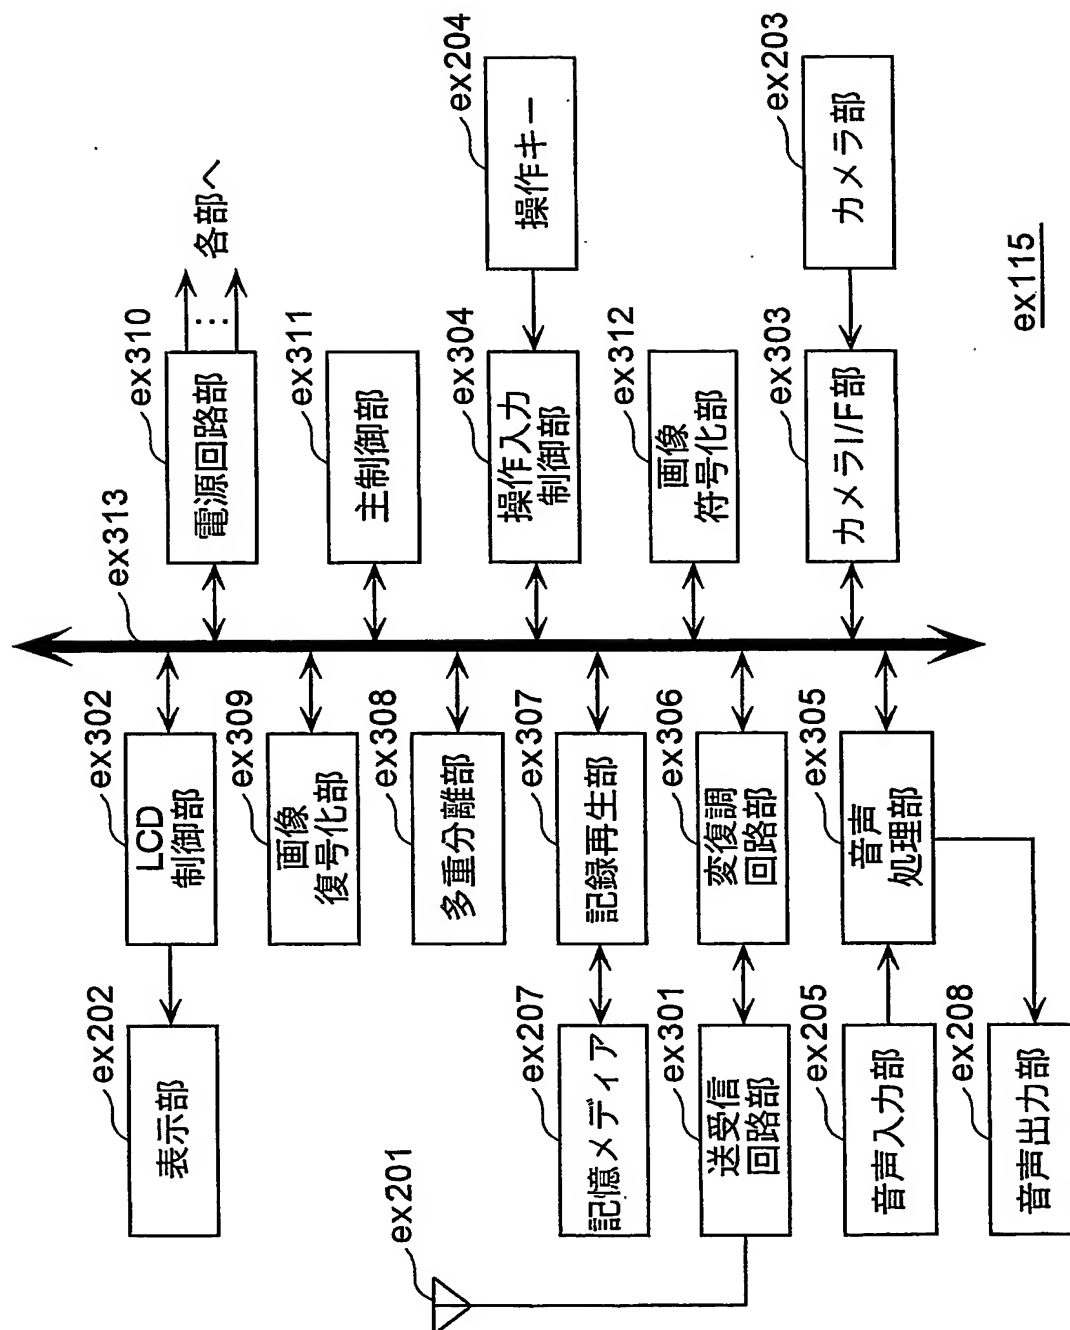 ex204
操作キー
ex203
カメラ部
各部へ
…
ex115
ex310
電源回路部
ex311
主制御部
ex304
操作入力
制御部
ex312
画像
符号化部
ex303
カメラI/F部
ex313
ex302
LCD
制御部
ex309
画像
復号化部
ex308
多重分離部
ex307
記録再生部
ex306
変復調
回路部
ex305
音声
処理部
ex202
表示部
ex207
記憶メディア
ex301
送受信
回路部
ex205
音声入力部
ex208
音声出力部
ex201